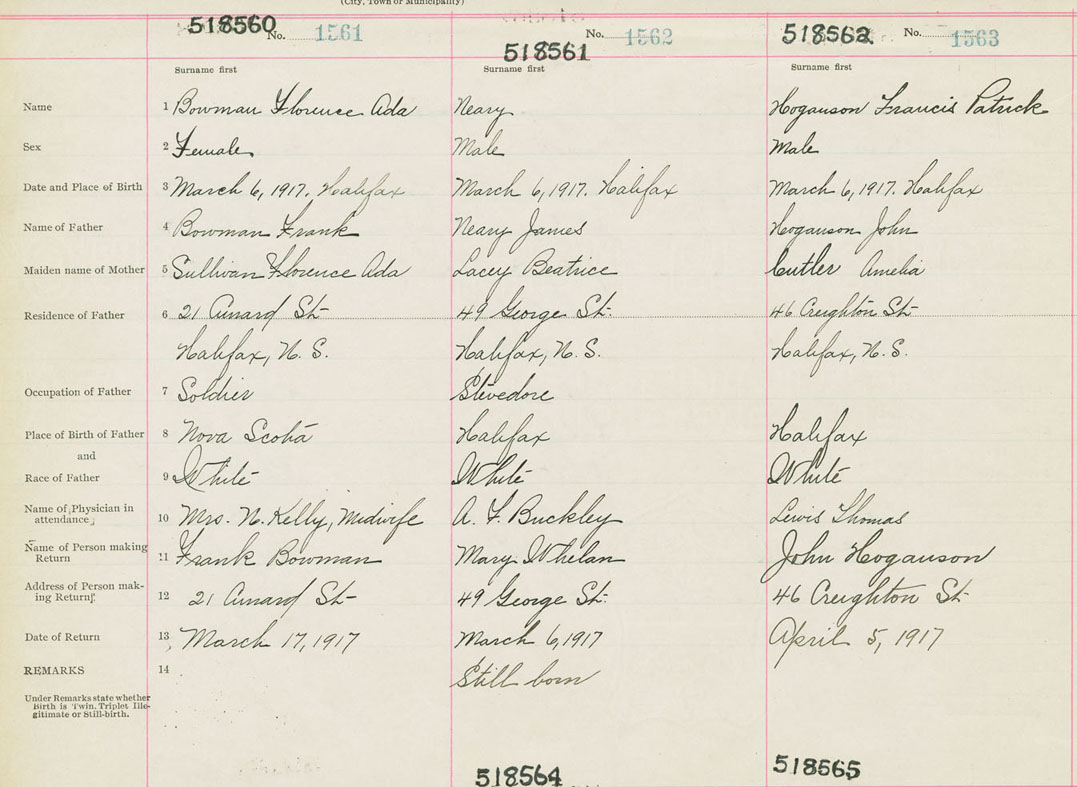 (City, Town or Municipality)
518560 No. 1561
518561 No. 1562
518562 No. 1563
Surname first Surname first Surname first
Name 1 Bowman Florence Ada Neary Hoganson Francis Patrick
Sex 2 Female Male Male
Date and Place of Birth 3 March 6, 1917. Halifax March 6, 1917. Halifax March 6, 1917. Halifax
Name of Father 4 Bowman Frank Neary James Hoganson John
Maiden name of Mother 5 Sullivan Florence Ada Lacey Beatrice Cutler Amelia
Residence of Father 6 21 St 49 George St. 46 Creighton St
Halifax, N. S. Halifax, N. S. Halifax, N. S.
Occupation of Father 7 Soldier Stevedore
Place of Birth of Father 8 Nova Scotia Halifax Halifax
and
Race of Father 9 White White White
Name of Physician in
attendance 10 Mrs. N. Kelly, Midwife A. F. Buckley Lewis Thomas
Name of Person making
Return 11 Frank Bowman Mary Whelan John Hoganson
Address of Person mak-
ing Return 12 21 St 49 George St. 46 Creighton St
Date of Return 13 March 17, 1917 March 6, 1917 April 5, 1917
REMARKS 14 Still born
Under Remarks state whether
Birth is Twin, Triplet Ille-
gitimate or Still-birth.
518564 518565